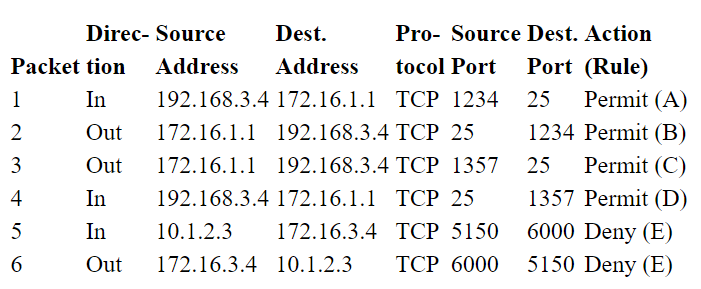 Direc- Source Dest. Pro- Source Dest. Action
Packet tion Address Address tocol Port Port (Rule)
1 In 192.168.3.4 172.16.1.1 TCP 1234 25 Permit (A)
2 Out 172.16.1.1 192.168.3.4 TCP 25 1234 Permit (B)
3 Out 172.16.1.1 192.168.3.4 TCP 1357 25 Permit (C)
4 In 192.168.3.4 172.16.1.1 TCP 25 1357 Permit (D)
5 In 10.1.2.3 172.16.3.4 TCP 5150 6000 Deny (E)
6 Out 172.16.3.4 10.1.2.3 TCP 6000 5150 Deny (E)